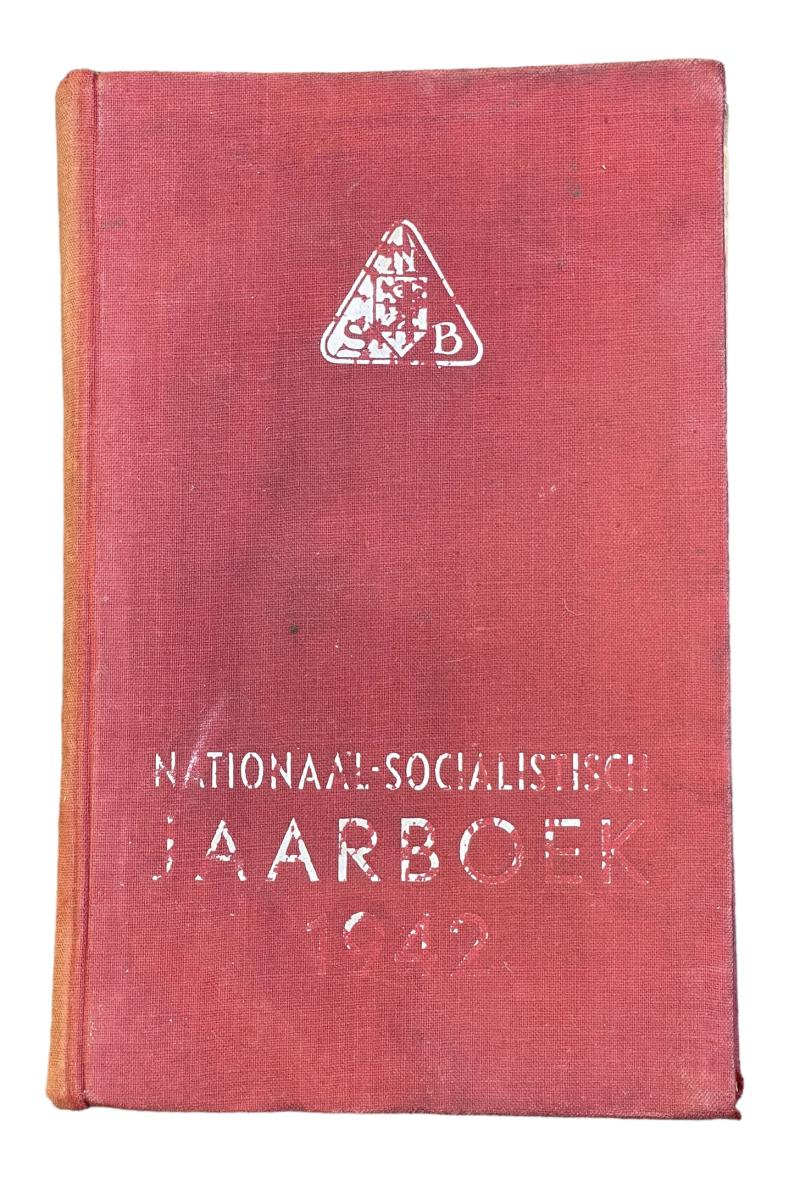 N
S B
NATIONAAL-SOCIALISTISCH
JAARBOEK
1942